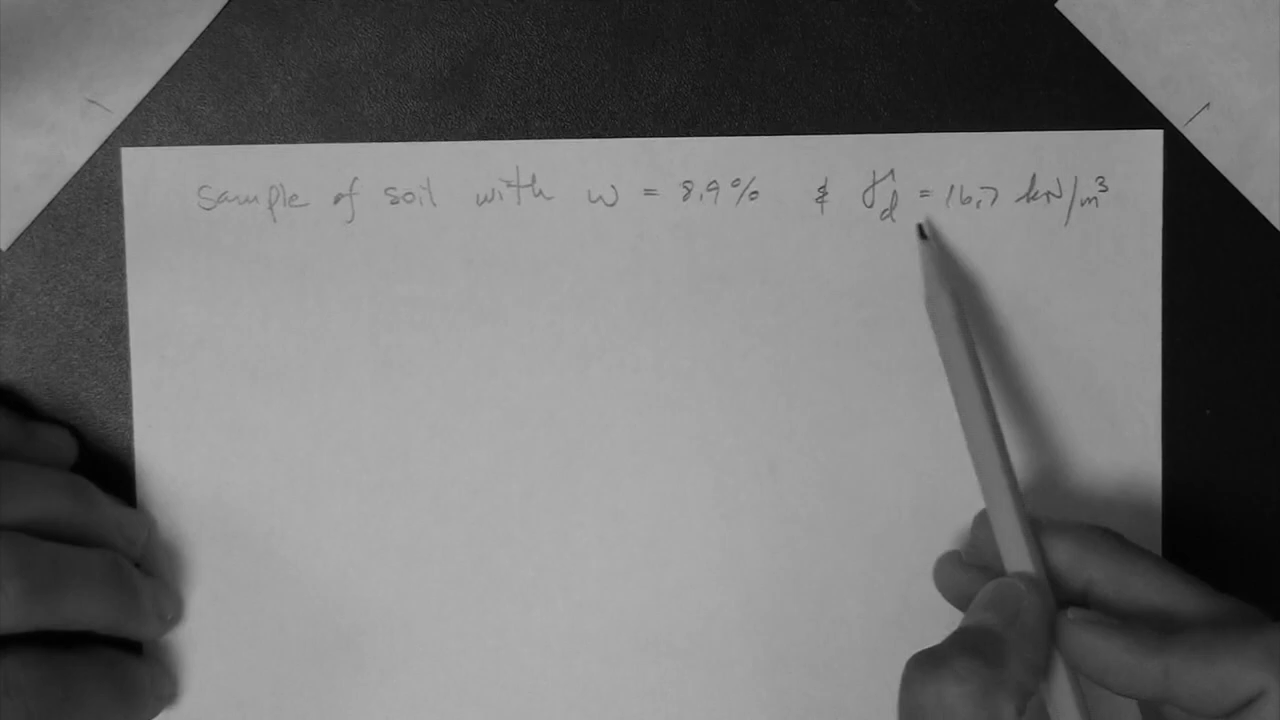 Sample of soil with w = 8.9% & γd = 16.7 kN/m³